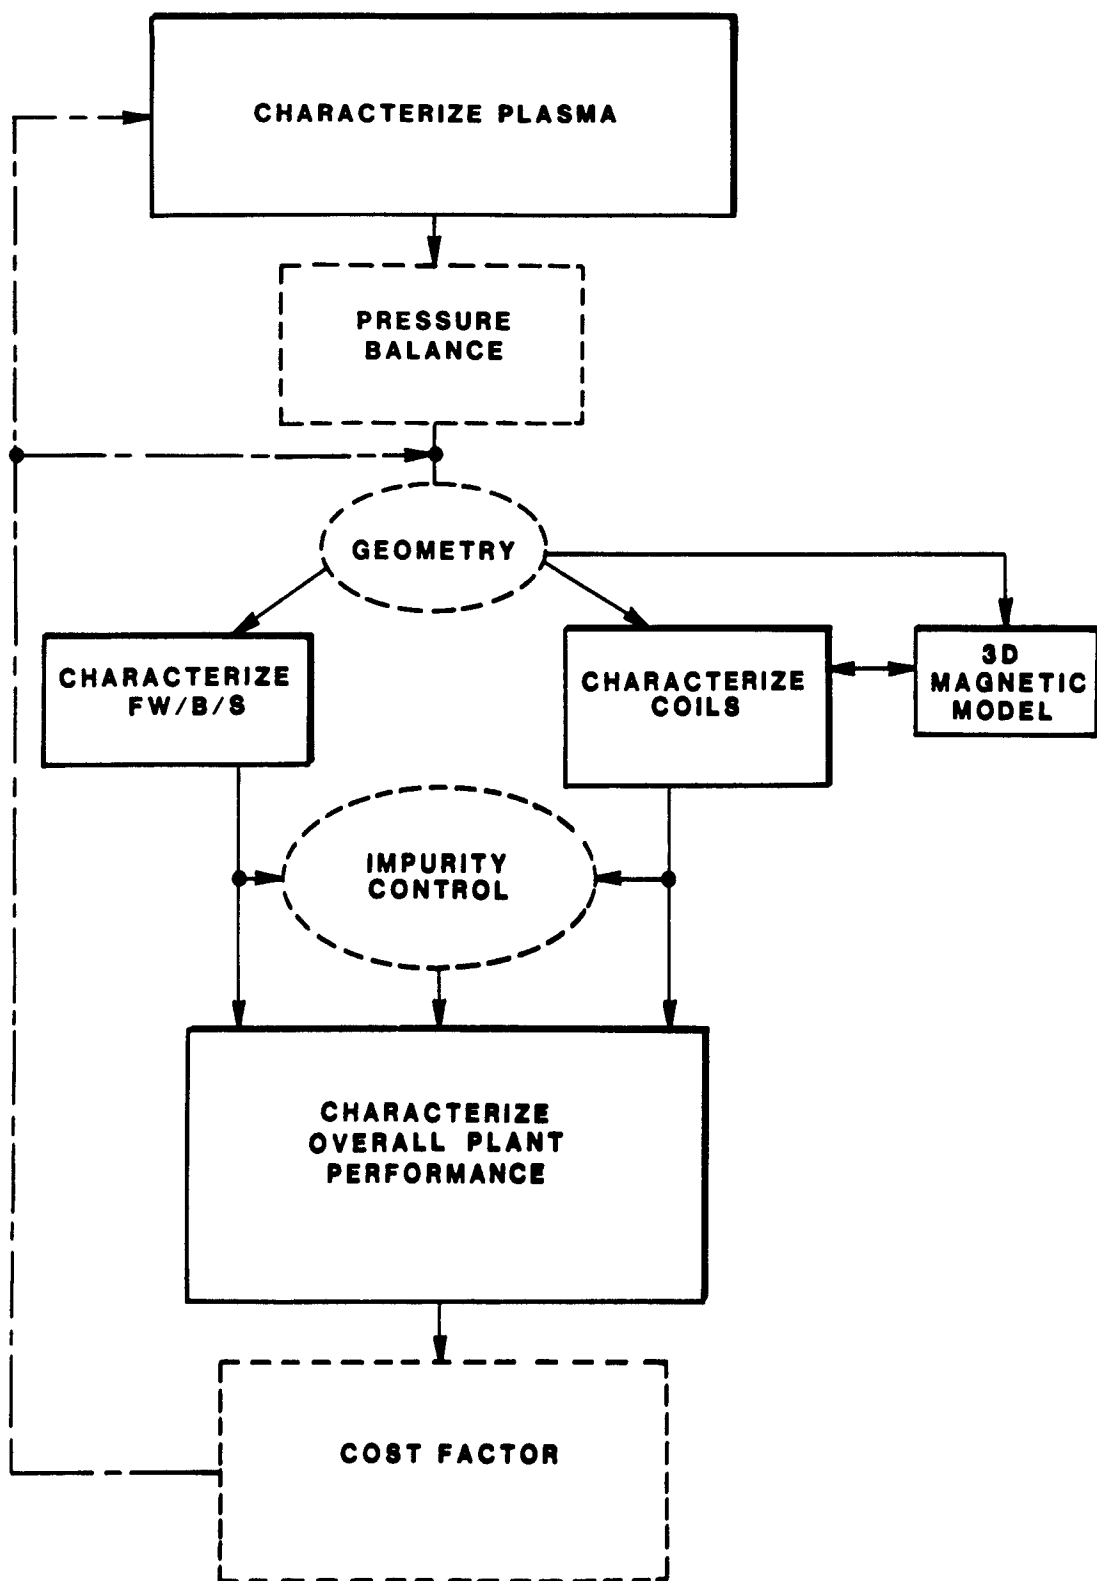 CHARACTERIZE PLASMA
PRESSURE
BALANCE
GEOMETRY
CHARACTERIZE
FW/B/S
CHARACTERIZE
COILS
3D
MAGNETIC
MODEL
IMPURITY
CONTROL
CHARACTERIZE
OVERALL PLANT
PERFORMANCE
COST FACTOR